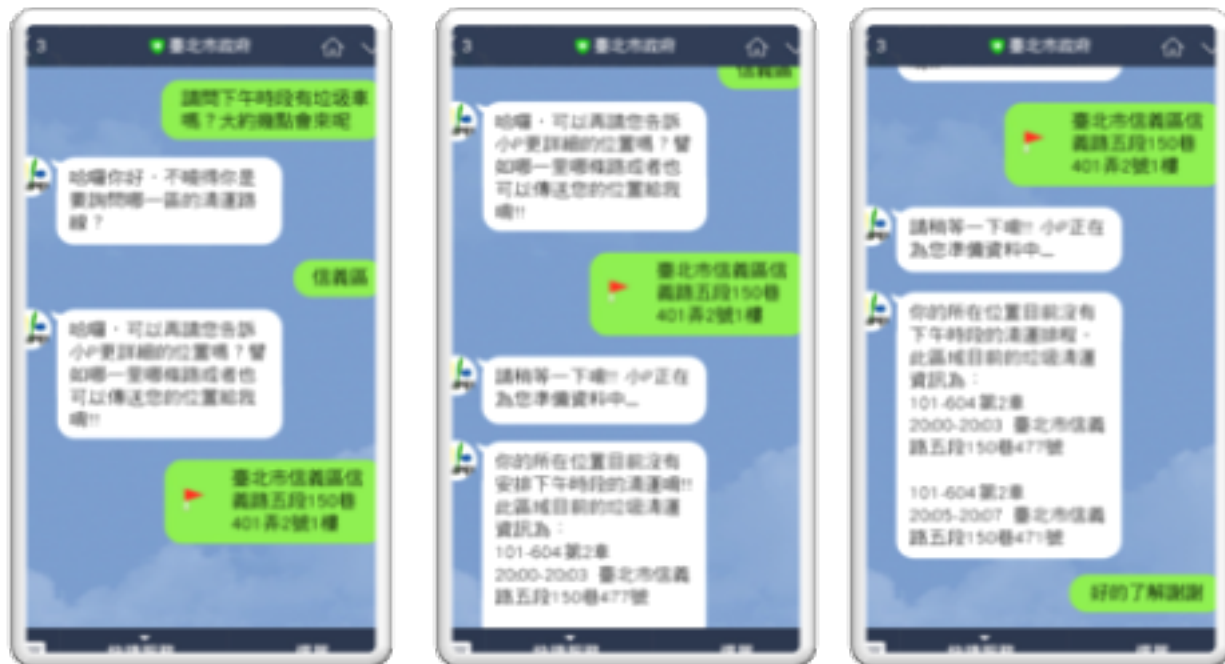 3
臺北市政府
請問下午時段有垃圾車
嗎？大約幾點會來呢
哈囉你好，不曉得你是
要詢問哪一區的清運路
線？
信義區
哈囉，可以再請您告訴
小P更詳細的位置嗎？譬
如哪一里哪條路或者也
可以傳送您的位置給我
唷!!
臺北市信義區信
義路五段150巷
401弄2號1樓
3
臺北市政府
信義區
哈囉，可以再請您告訴
小P更詳細的位置嗎？譬
如哪一里哪條路或者也
可以傳送您的位置給我
唷!!
臺北市信義區信
義路五段150巷
401弄2號1樓
請稍等一下唷!! 小P正在
為您準備資料中...
你的所在位置目前沒有
安排下午時段的清運唷!!
此區域目前的垃圾清運
資訊為：
101-604 第2車
20:00-20:03 臺北市信義
路五段150巷477號
3
臺北市政府
臺北市信義區信
義路五段150巷
401弄2號1樓
請稍等一下唷!! 小P正在
為您準備資料中...
你的所在位置目前沒有
下午時段的清運排程，
此區域目前的垃圾清運
資訊為：
101-604 第2車
20:00-20:03 臺北市信義
路五段150巷477號
101-604 第2車
20:05-20:07 臺北市信義
路五段150巷471號
好的了解謝謝